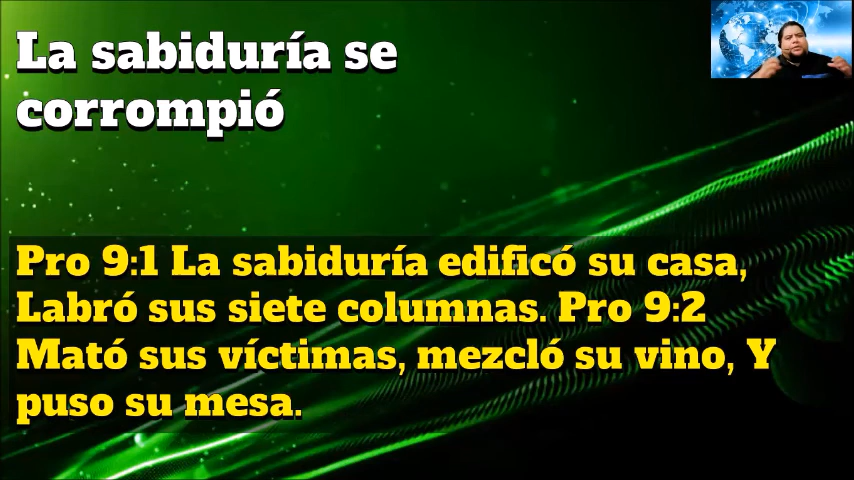 La sabiduría se
corrompió
Pro 9:1 La sabiduría edificó su casa,
Labró sus siete columnas. Pro 9:2
Mató sus víctimas, mezcló su vino, Y
puso su mesa.